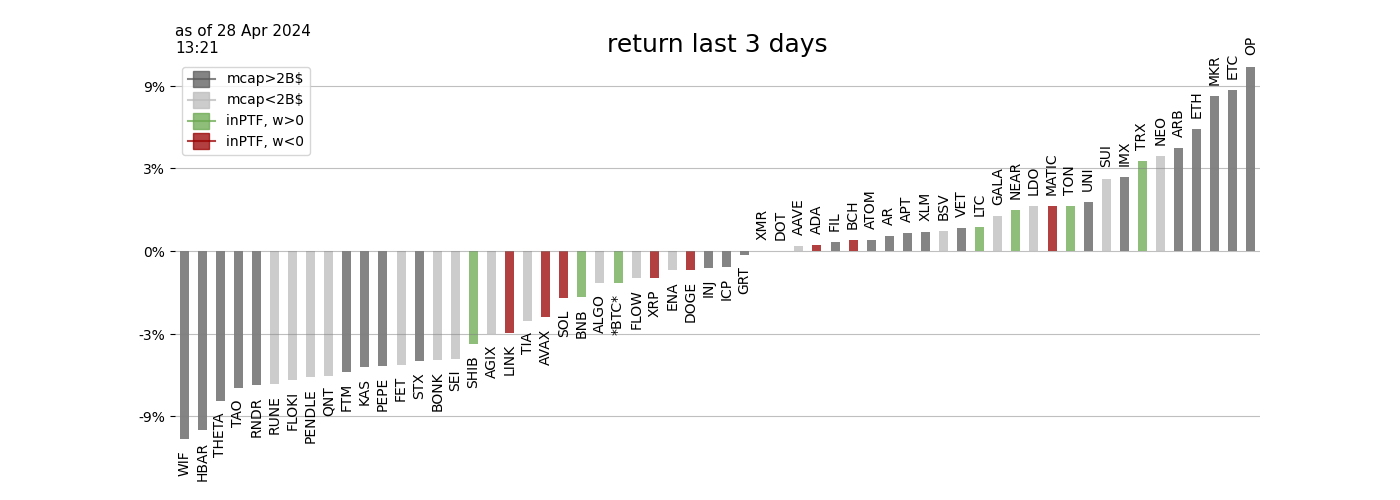 as of 28 Apr 2024
13:21
return last 3 days
mcap>2B$
mcap<2B$
inPTF, w>0
inPTF, w<0
9%
3%
0%
-3%
-9%
WIF
HBAR
THETA
TAO
RNDR
RUNE
FLOKI
PENDLE
QNT
FTM
KAS
PEPE
FET
STX
BONK
SEI
SHIB
AGIX
LINK
TIA
AVAX
SOL
BNB
ALGO
*BTC*
FLOW
XRP
ENA
DOGE
INJ
ICP
GRT
XMR
DOT
AAVE
ADA
FIL
BCH
ATOM
AR
APT
XLM
BSV
VET
LTC
GALA
NEAR
LDO
MATIC
TON
UNI
SUI
IMX
TRX
NEO
ARB
ETH
MKR
ETC
OP